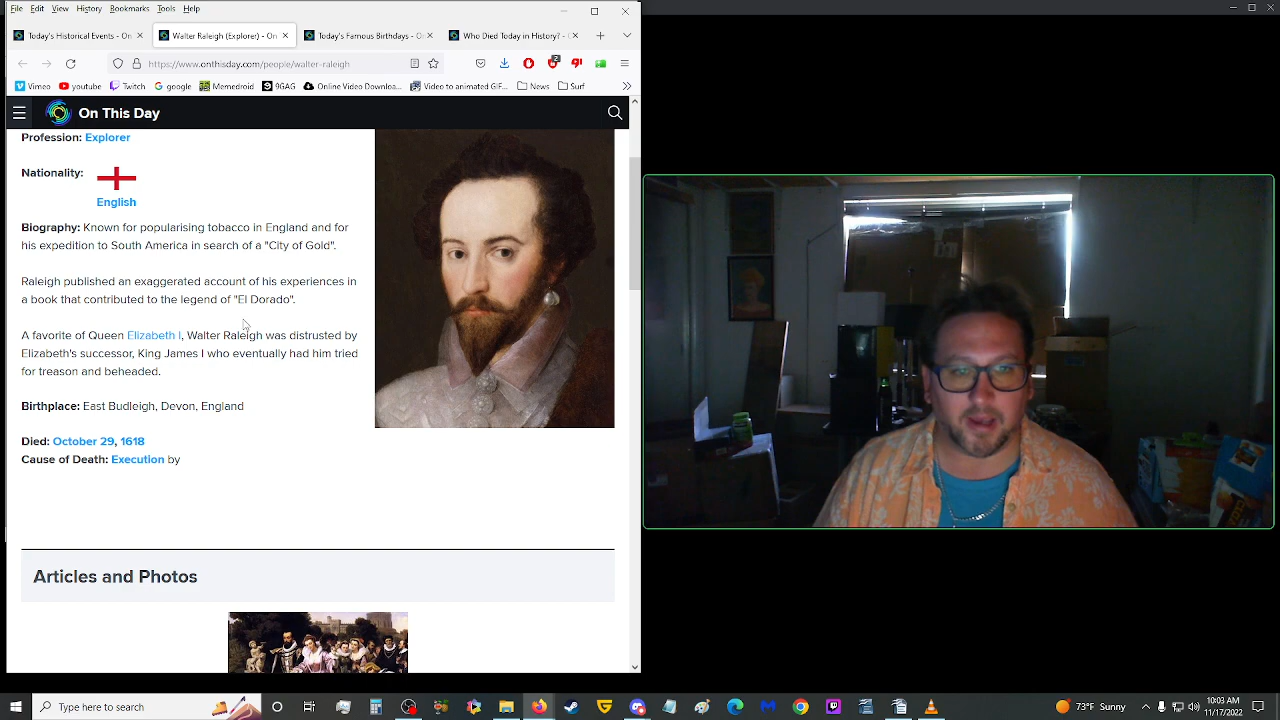 File Edit View History Bookmarks Tools Help
Today's Historical Events - On
Walter Raleigh (Explorer) - On
Today's Famous Birthdays - O
Who Died Today in History? - O
https://www.onthisday.com/people/walter-raleigh
2
Vimeo youtube Twitch google Memedroid 9GAG Online Video Downloa... Video to animated GIF... News Surf
On This Day
Profession: Explorer
Nationality:
English
Biography: Known for popularising tobacco in England and for
his expedition to South America in search of a "City of Gold".
Raleigh published an exaggerated account of his experiences in
a book that contributed to the legend of "El Dorado".
A favorite of Queen Elizabeth I, Walter Raleigh was distrusted by
Elizabeth's successor, King James I who eventually had him tried
for treason and beheaded.
Birthplace: East Budleigh, Devon, England
Died: October 29, 1618
Cause of Death: Execution by
Articles and Photos
Type here to search
73°F Sunny
10:03 AM
11/17/2022